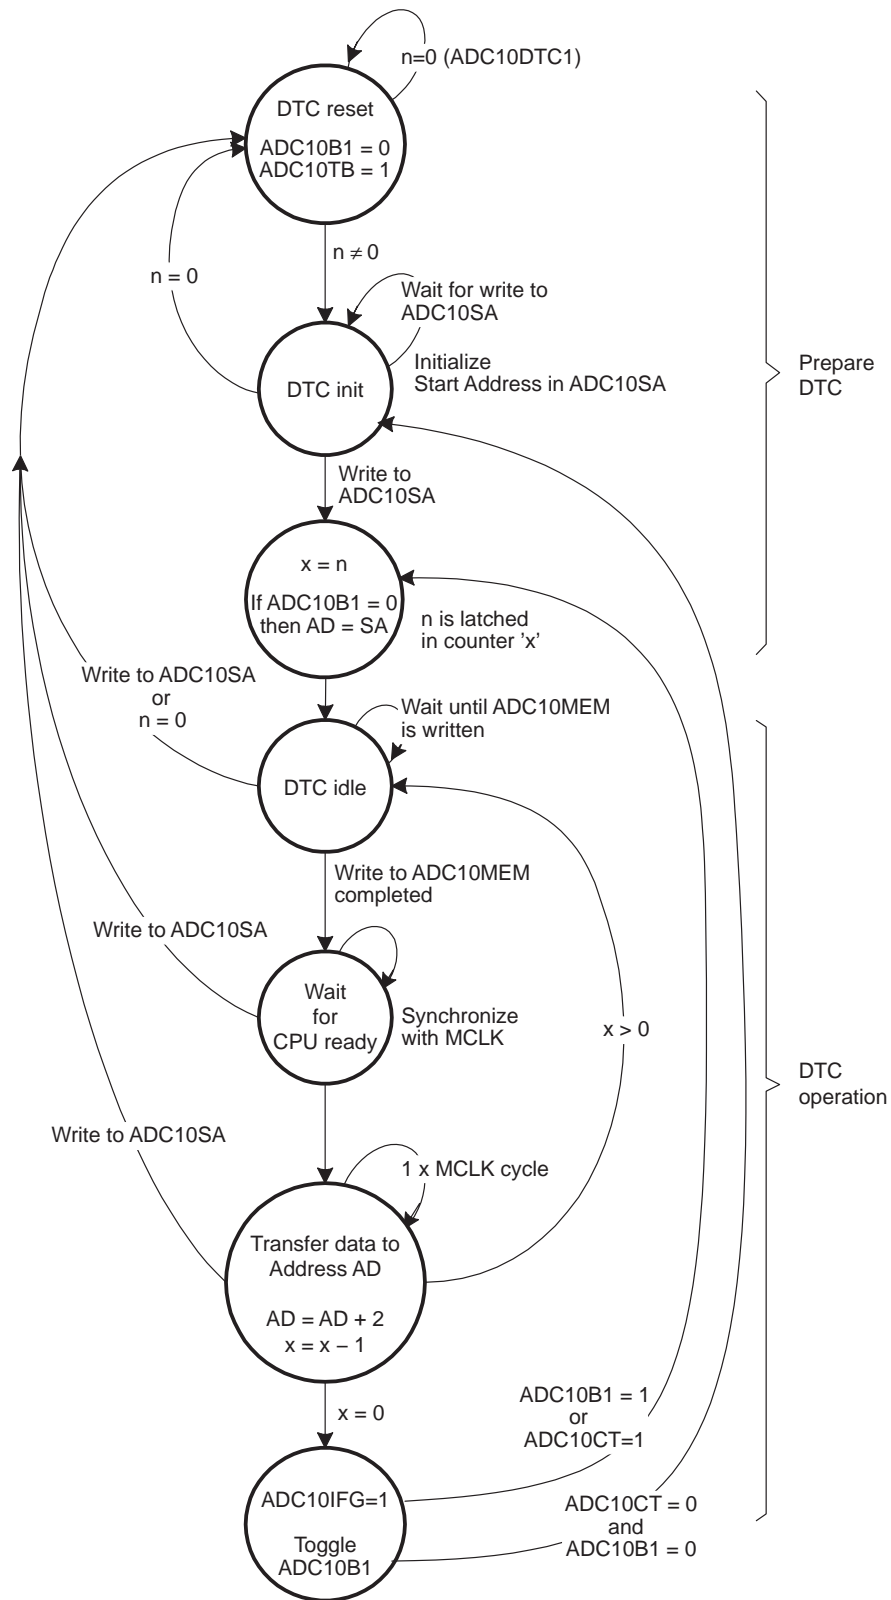 n=0 (ADC10DTC1)
DTC reset
ADC10B1 = 0
ADC10TB = 1
n ≠ 0
n = 0
Wait for write to
ADC10SA
Initialize
Start Address in ADC10SA
DTC init
Prepare
DTC
Write to
ADC10SA
x = n
If ADC10B1 = 0
then AD = SA
n is latched
in counter ’x’
Write to ADC10SA
or
n = 0
Wait until ADC10MEM
is written
DTC idle
Write to ADC10MEM
completed
Write to ADC10SA
Wait
for
CPU ready
Synchronize
with MCLK
x > 0
DTC
operation
Write to ADC10SA
1 x MCLK cycle
Transfer data to
Address AD
AD = AD + 2
x = x − 1
x = 0
ADC10B1 = 1
or
ADC10CT=1
ADC10IFG=1
Toggle
ADC10B1
ADC10CT = 0
and
ADC10B1 = 0